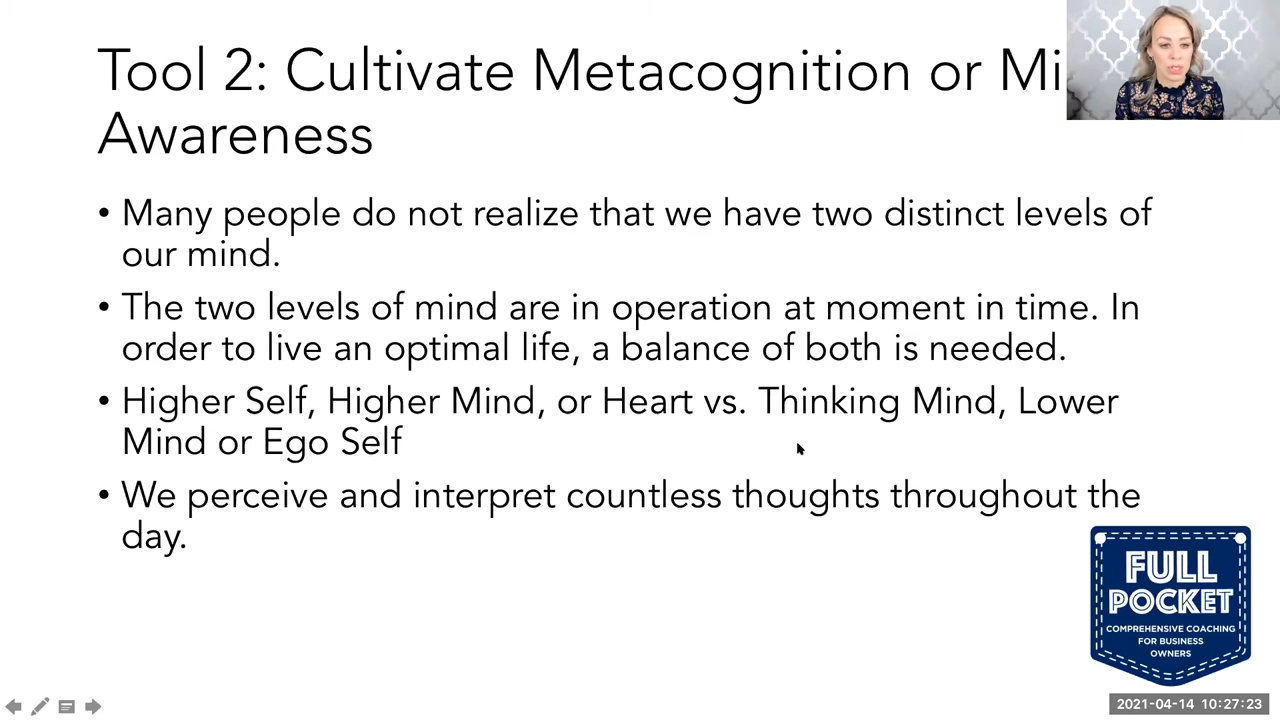 Tool 2: Cultivate Metacognition or Mi
Awareness
• Many people do not realize that we have two distinct levels of
our mind.
• The two levels of mind are in operation at moment in time. In
order to live an optimal life, a balance of both is needed.
• Higher Self, Higher Mind, or Heart vs. Thinking Mind, Lower
Mind or Ego Self
• We perceive and interpret countless thoughts throughout the
day.
FULL
POCKET
COMPREHENSIVE COACHING
FOR BUSINESS
OWNERS
2021-04-14 10:27:23